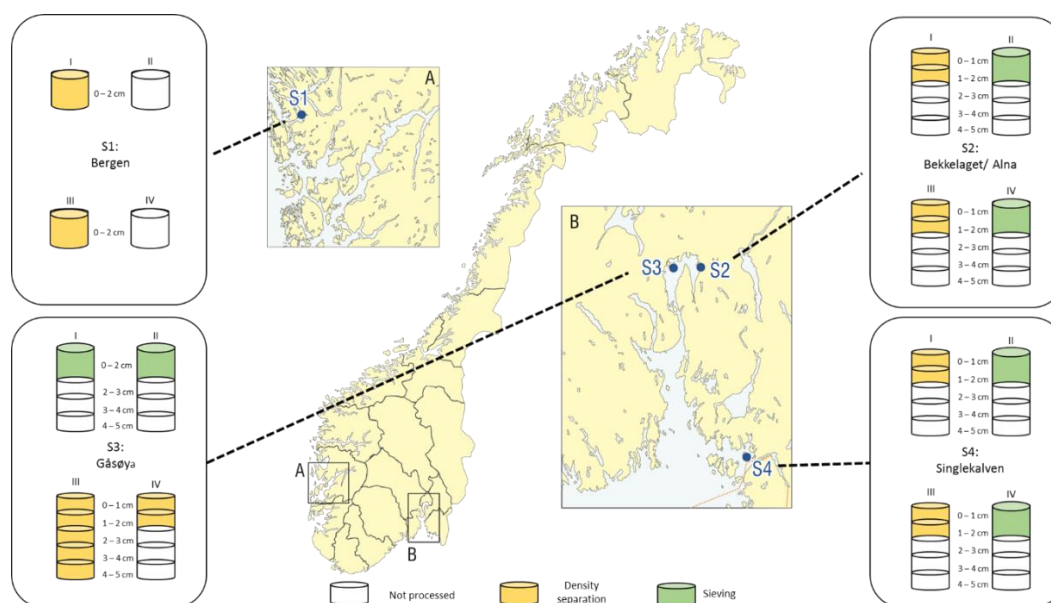 I II
0 – 2 cm
S1:
Bergen
III IV
0 – 2 cm
A
S1
I II
0 – 1 cm
1 – 2 cm
2 – 3 cm
3 – 4 cm
4 – 5 cm
S2:
Bekkelaget/ Alna
III IV
0 – 1 cm
1 – 2 cm
2 – 3 cm
3 – 4 cm
4 – 5 cm
B
S3 S2
S4
I II
0 – 2 cm
2 – 3 cm
3 – 4 cm
4 – 5 cm
S3:
Gåsøya
III IV
0 – 1 cm
1 – 2 cm
2 – 3 cm
3 – 4 cm
4 – 5 cm
A
B
I II
0 – 1 cm
1 – 2 cm
2 – 3 cm
3 – 4 cm
4 – 5 cm
S4:
Singlekalven
III IV
0 – 1 cm
1 – 2 cm
2 – 3 cm
3 – 4 cm
4 – 5 cm
Not processed
Density
separation
Sieving